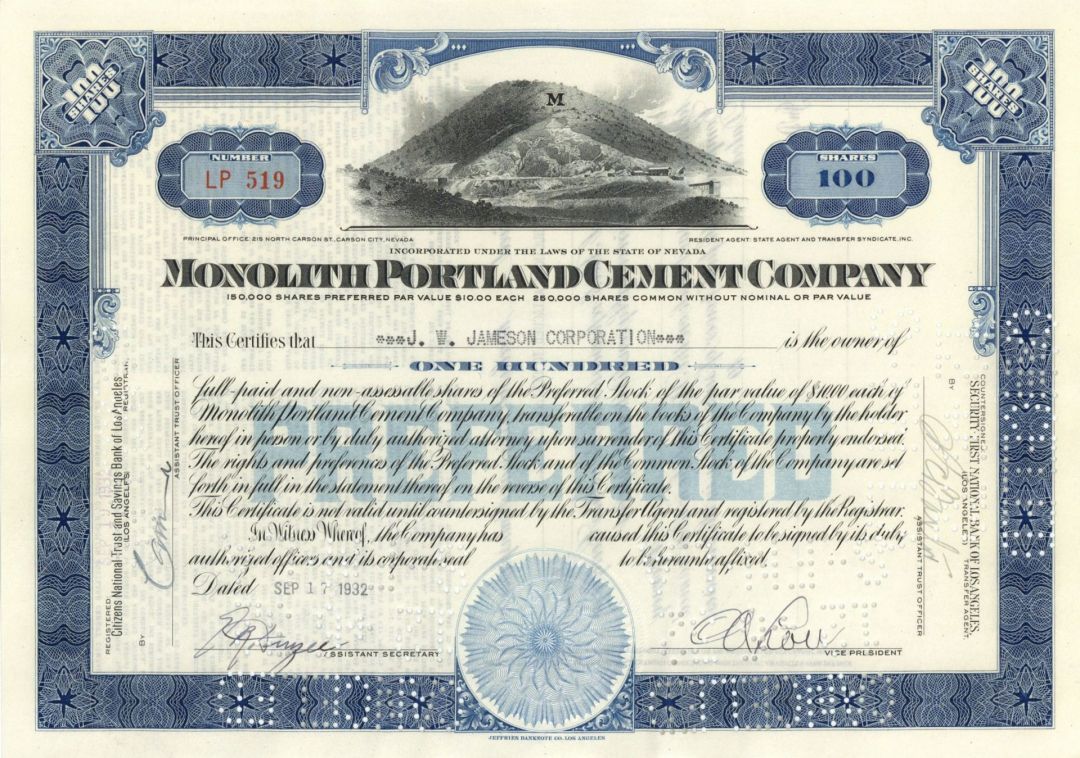 100 SHARES 100
100 SHARES 100
M
NUMBER
LP 519
SHARES
100
PRINCIPAL OFFICE: 215 NORTH CARSON ST., CARSON CITY, NEVADA
RESIDENT AGENT: STATE AGENT AND TRANSFER SYNDICATE, INC.
INCORPORATED UNDER THE LAWS OF THE STATE OF NEVADA
MONOLITH PORTLAND CEMENT COMPANY
150,000 SHARES PREFERRED PAR VALUE $10.00 EACH 250,000 SHARES COMMON WITHOUT NOMINAL OR PAR VALUE
This Certifies that ***J. W. JAMESON CORPORATION*** is the owner of
ONE HUNDRED
PREFERRED
full-paid and non-assessable shares of the Preferred Stock of the par value of $10.00 each of
Monolith Portland Cement Company, transferable on the books of the Company by the holder
hereof in person or by duly authorized attorney upon surrender of this Certificate properly endorsed.
The rights and preferences of the Preferred Stock and of the Common Stock of the Company are set
forth in full in the statement thereof on the reverse of this Certificate.
This Certificate is not valid until countersigned by the Transfer Agent and registered by the Registrar.
In Witness Whereof, the Company has caused this Certificate to be signed by its duly
authorized officers and its corporate seal to be hereunto affixed.
Dated SEP 17 1932
ASSISTANT SECRETARY
VICE PRESIDENT
REGISTERED
Citizens National Trust and Savings Bank of Los Angeles
(LOS ANGELES) REGISTRAR,
BY
ASSISTANT TRUST OFFICER
COUNTERSIGNED
SECURITY-FIRST NATIONAL BANK OF LOS ANGELES,
(LOS ANGELES) TRANSFER AGENT
BY
ASSISTANT TRUST OFFICER
JEFFRIES BANKNOTE CO. LOS ANGELES